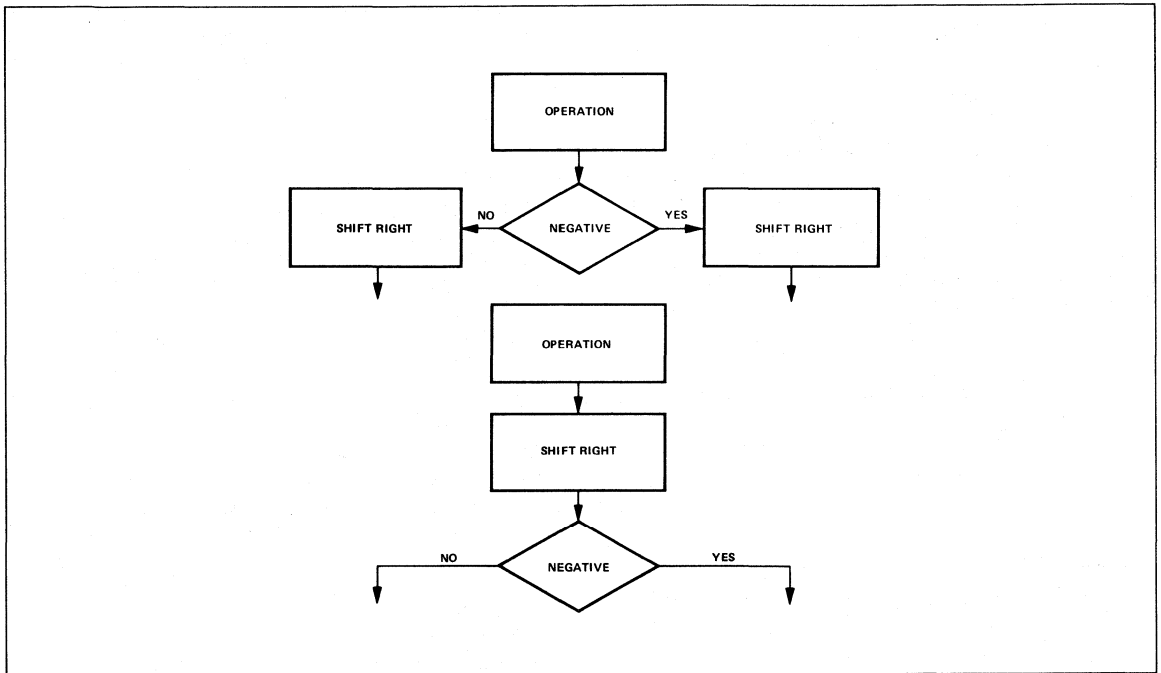 OPERATION
NO
YES
SHIFT RIGHT
NEGATIVE
SHIFT RIGHT
OPERATION
SHIFT RIGHT
NO
YES
NEGATIVE